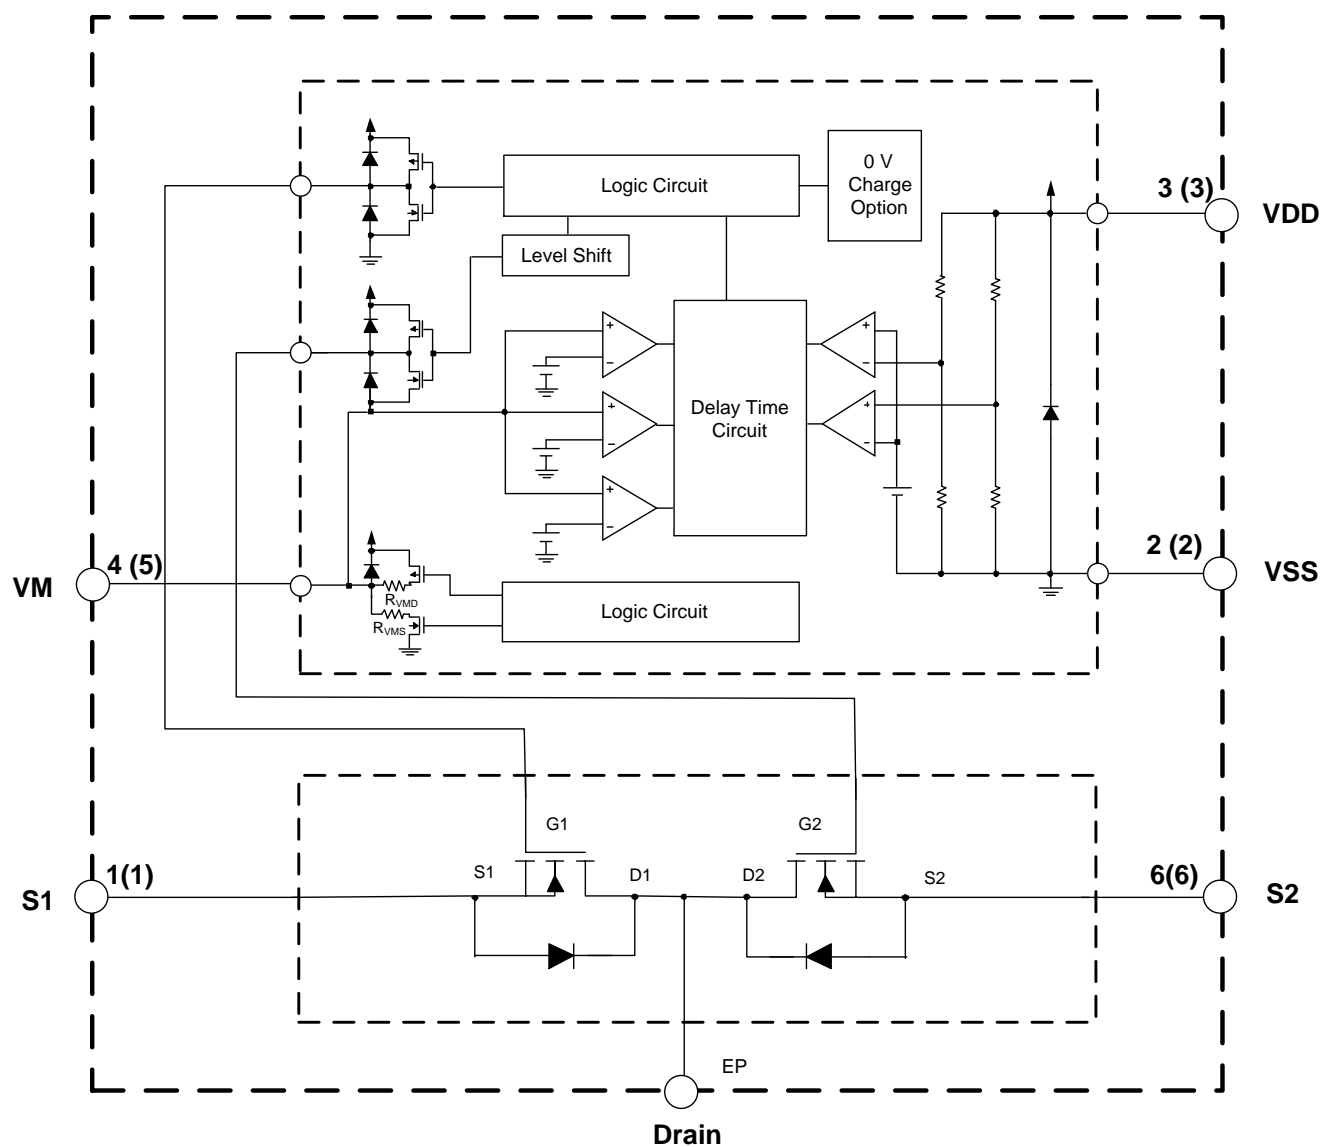 0 V
Charge
Option
Logic Circuit
3 (3)
VDD
Level Shift
+
−
+
−
+
−
+
−
+
−
Delay Time
Circuit
2 (2)
VSS
4 (5)
VM
RVMD
RVMS
Logic Circuit
G1
G2
S1
D1
D2
S2
1(1)
S1
6(6)
S2
EP
Drain